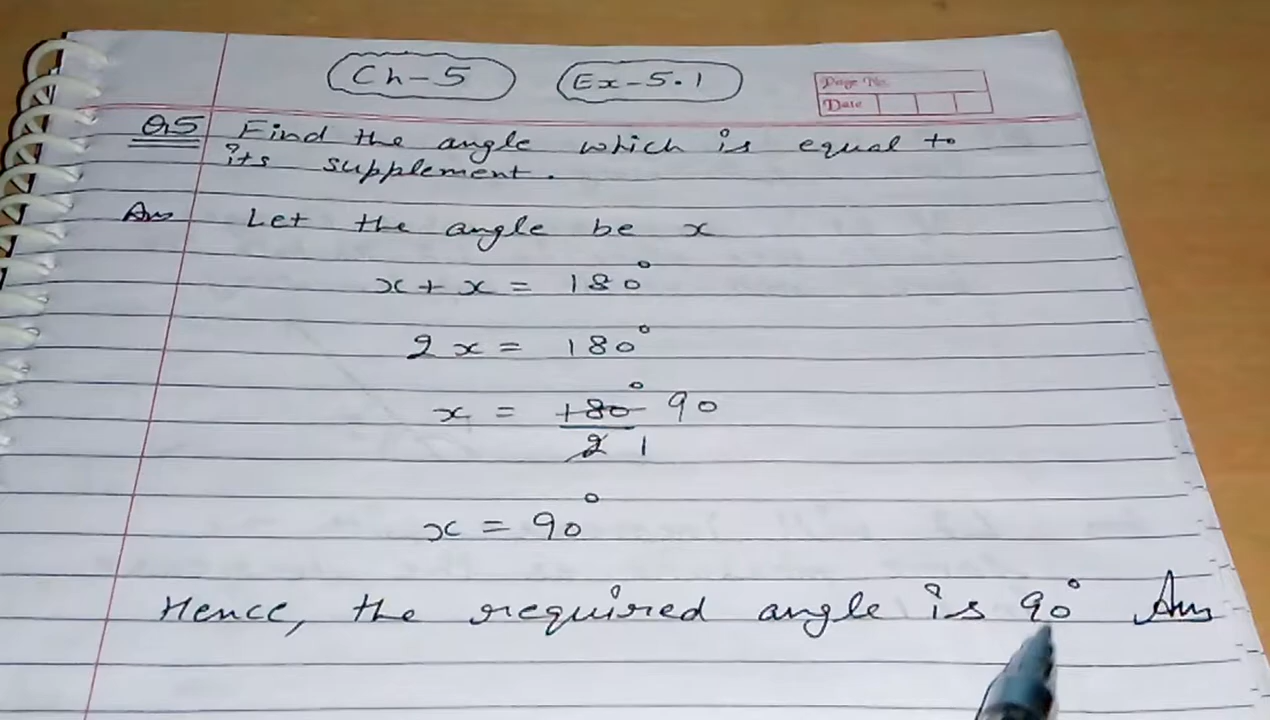 Ch-5 Ex-5.1
Page No.
Date
Q5 Find the angle which is equal to
its supplement.
Ans Let the angle be x
x + x = 180°
2x = 180°
x = 180° 90
2 1
x = 90°
Hence, the required angle is 90° Ans